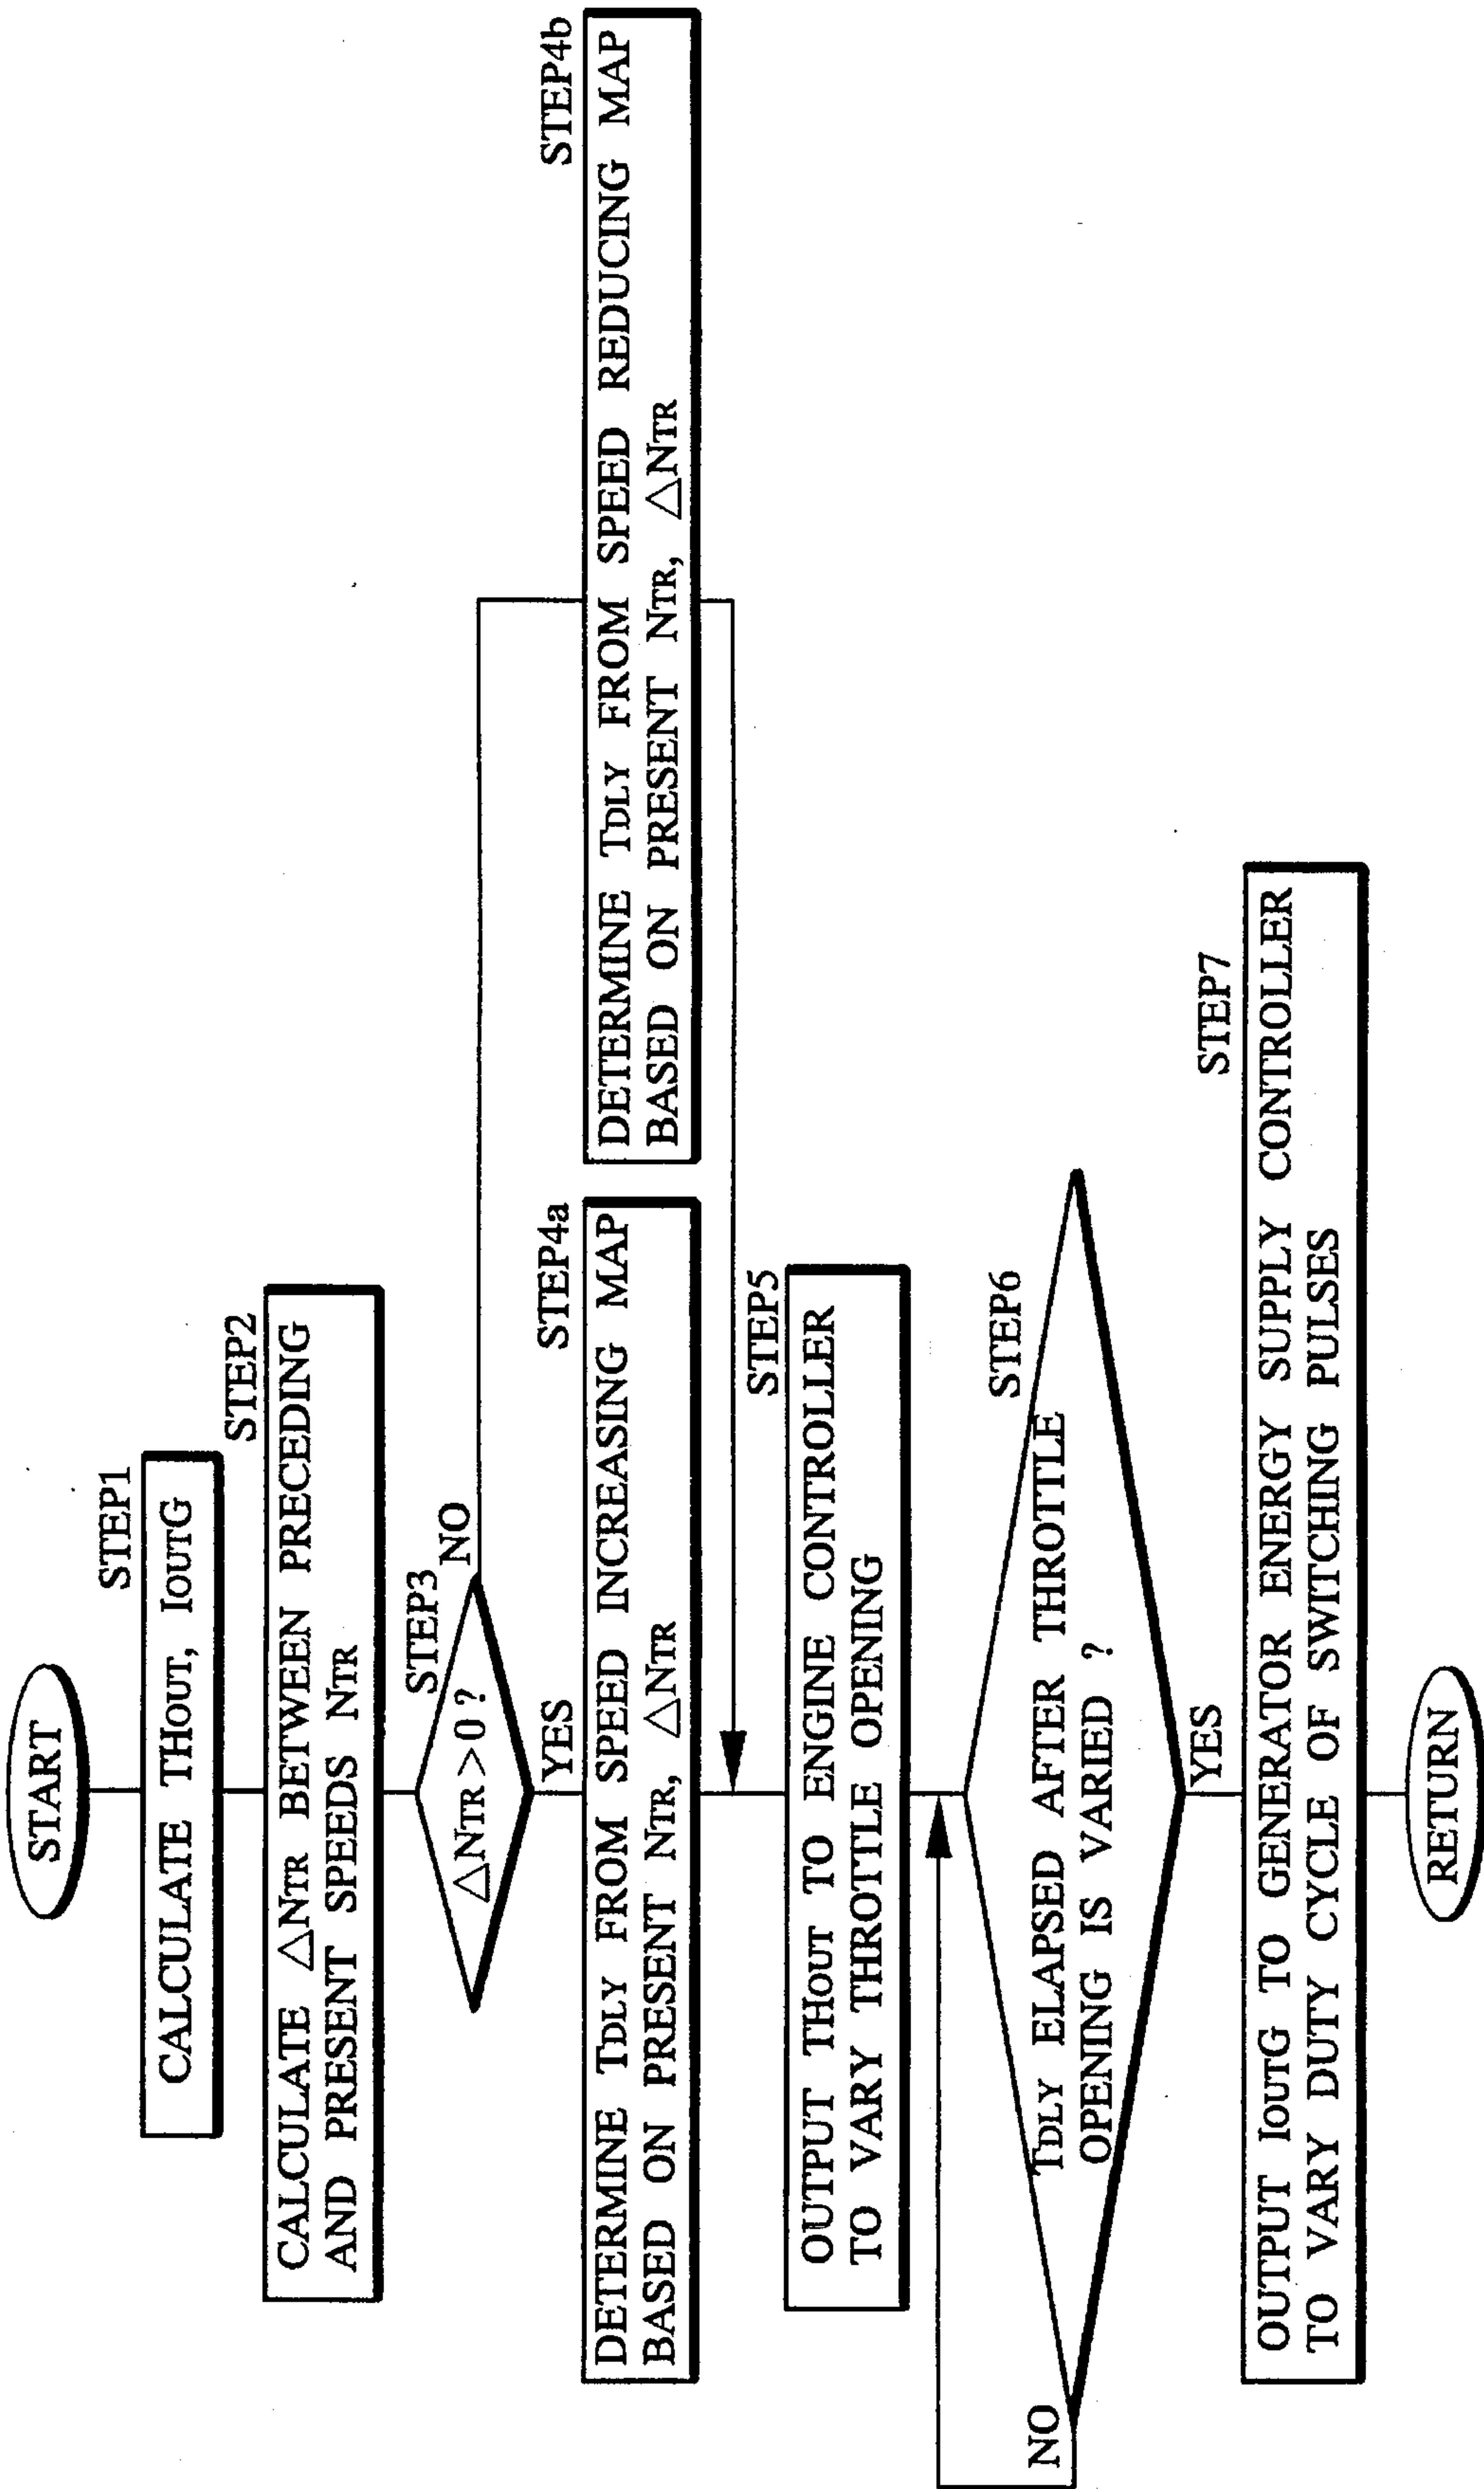 START
STEP1
CALCULATE THOUT, IOUTG
STEP2
CALCULATE △NTR BETWEEN PRECEDING
AND PRESENT SPEEDS NTR
STEP3
△NTR>0 ?
NO
YES
STEP4a
DETERMINE TDLY FROM SPEED INCREASING MAP
BASED ON PRESENT NTR, △NTR
STEP4b
DETERMINE TDLY FROM SPEED REDUCING MAP
BASED ON PRESENT NTR, △NTR
STEP5
OUTPUT THOUT TO ENGINE CONTROLLER
TO VARY THROTTLE OPENING
STEP6
TDLY ELAPSED AFTER THROTTLE
OPENING IS VARIED ?
NO
YES
STEP7
OUTPUT IOUTG TO GENERATOR ENERGY SUPPLY CONTROLLER
TO VARY DUTY CYCLE OF SWITCHING PULSES
RETURN